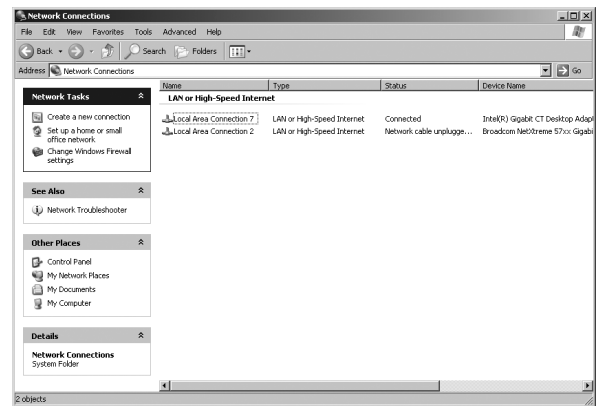 Network Connections
File Edit View Favorites Tools Advanced Help
Back Search Folders
Address Network Connections Go
Network Tasks
Create a new connection
Set up a home or small
office network
Change Windows Firewall
settings
See Also
Network Troubleshooter
Other Places
Control Panel
My Network Places
My Documents
My Computer
Details
Network Connections
System Folder
Name Type Status Device Name
LAN or High-Speed Internet
Local Area Connection 7 LAN or High-Speed Internet Connected Intel(R) Gigabit CT Desktop Adapt
Local Area Connection 2 LAN or High-Speed Internet Network cable unplugge... Broadcom NetXtreme 57xx Gigabi
2 objects